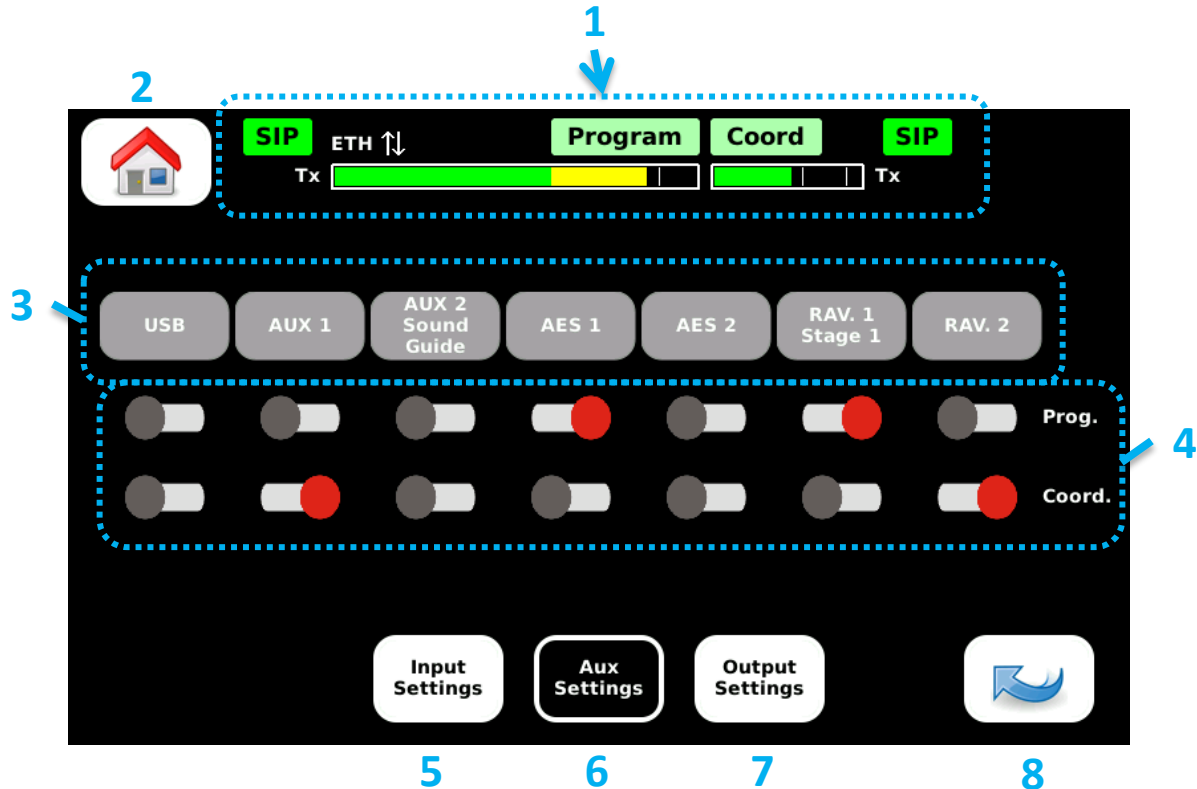 1
2
SIP
Program
Coord
SIP
ETH
Tx
Tx
3
USB
AUX 1
AUX 2
Sound
Guide
AES 1
AES 2
RAV. 1
Stage 1
RAV. 2
Prog.
4
Coord.
Input
Settings
Aux
Settings
Output
Settings
5
6
7
8